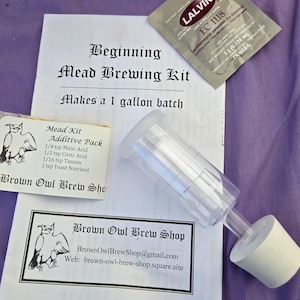 LALVIN
EC-1118
Beginning
Mead Brewing Kit
Makes a 1 gallon batch
Mead Kit
Additive Pack
1/4 tsp Malic Acid
1/2 tsp Citric Acid
1/16 tsp Tannin
1 tsp Yeast Nutrient
Brown Owl Brew Sho
Brown Owl Brew Shop
BrownOwlBrewShop@gmail.com
Web: brown-owl-brew-shop.square.site